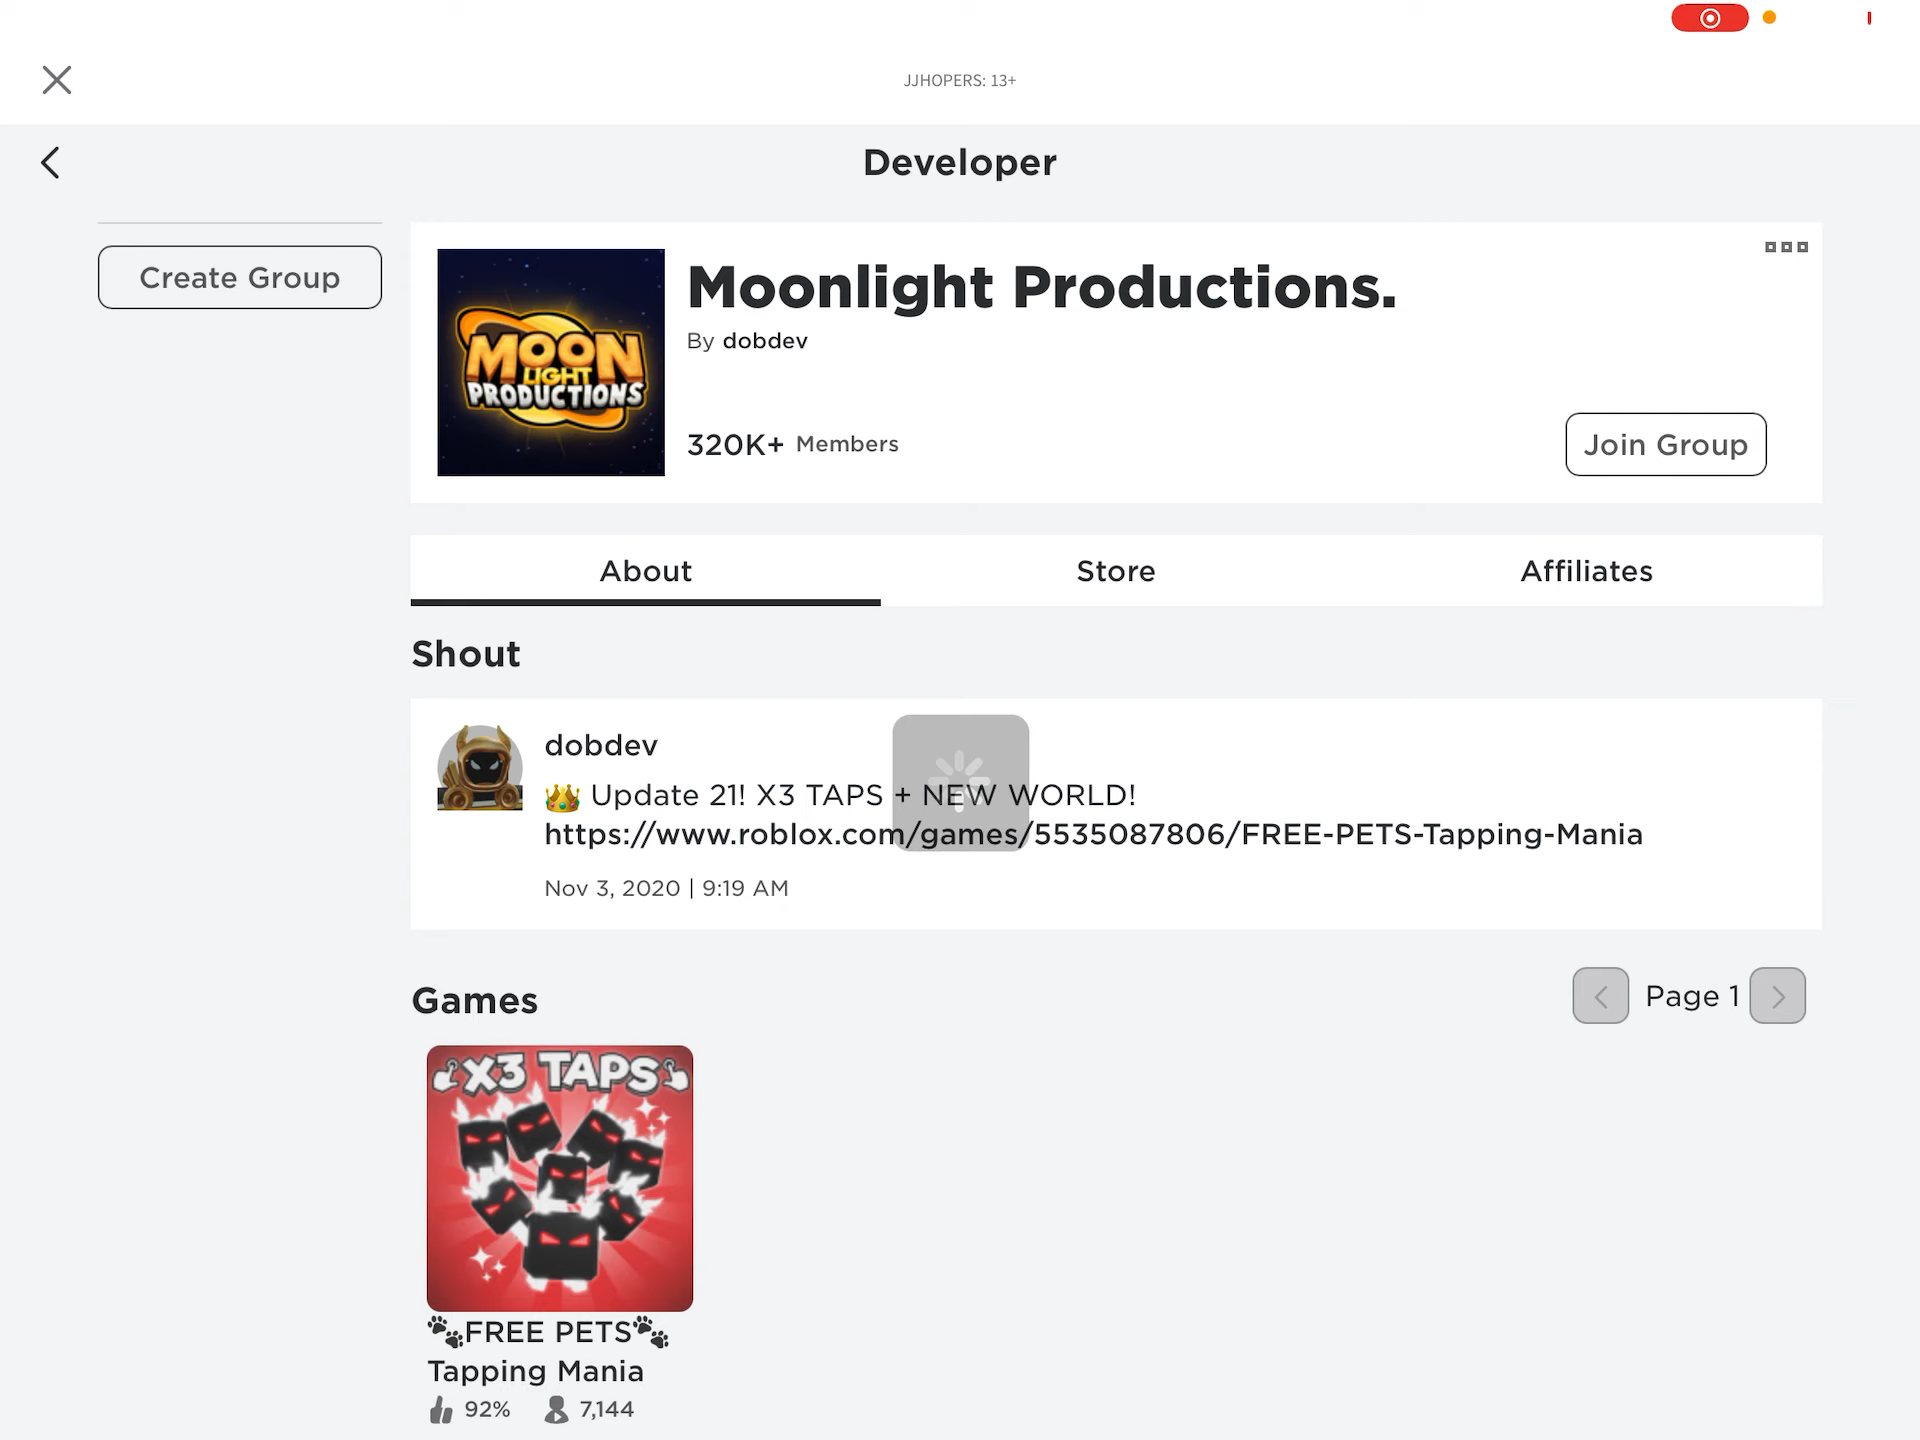 JJHOPERS: 13+
Developer
Create Group
MOON
LIGHT
PRODUCTIONS
Moonlight Productions.
By dobdev
320K+ Members
Join Group
About
Store
Affiliates
Shout
dobdev
👑 Update 21! X3 TAPS + NEW WORLD!
https://www.roblox.com/games/5535087806/FREE-PETS-Tapping-Mania
Nov 3, 2020 | 9:19 AM
Games
Page 1
X3 TAPS
🐾FREE PETS🐾
Tapping Mania
92% 7,144